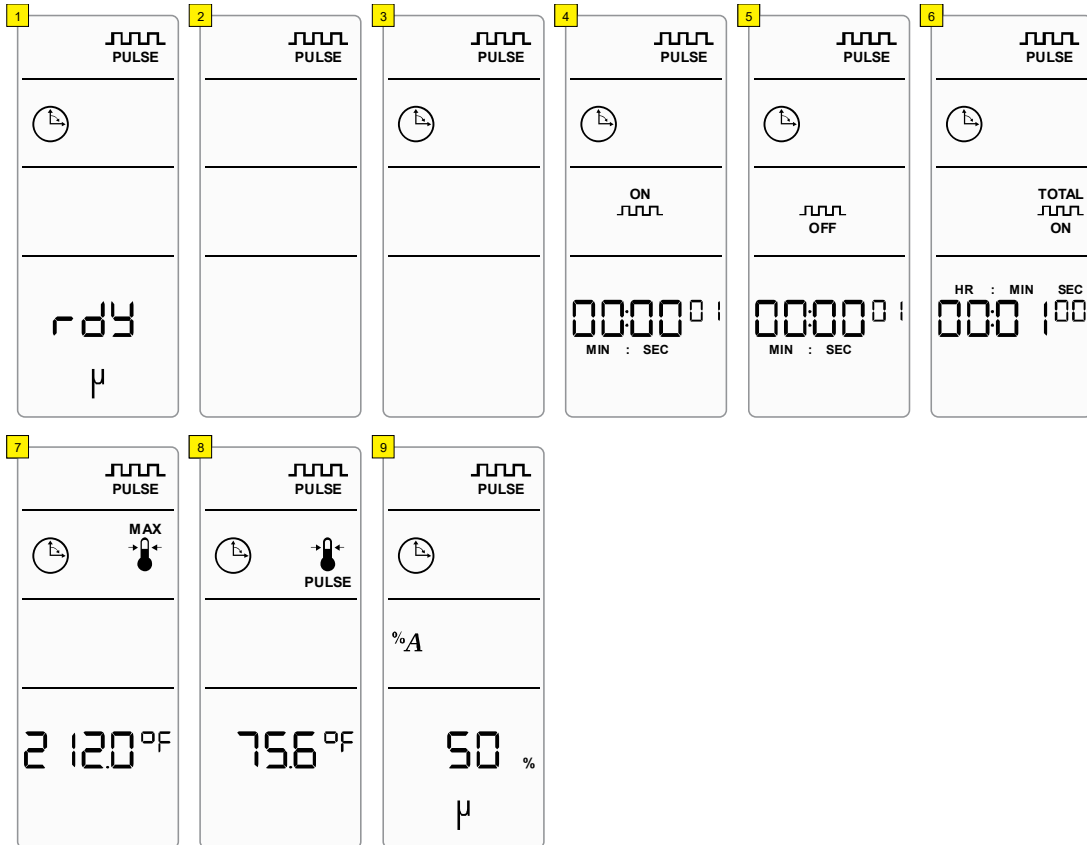 1
PULSE
rdY
µ
2
PULSE
3
PULSE
4
PULSE
ON
00:00 01
MIN : SEC
5
PULSE
OFF
00:00 01
MIN : SEC
6
PULSE
TOTAL
ON
HR : MIN SEC
00:01 00
7
PULSE
MAX
212.0 °F
8
PULSE
PULSE
75.6 °F
9
PULSE
%A
50 %
µ